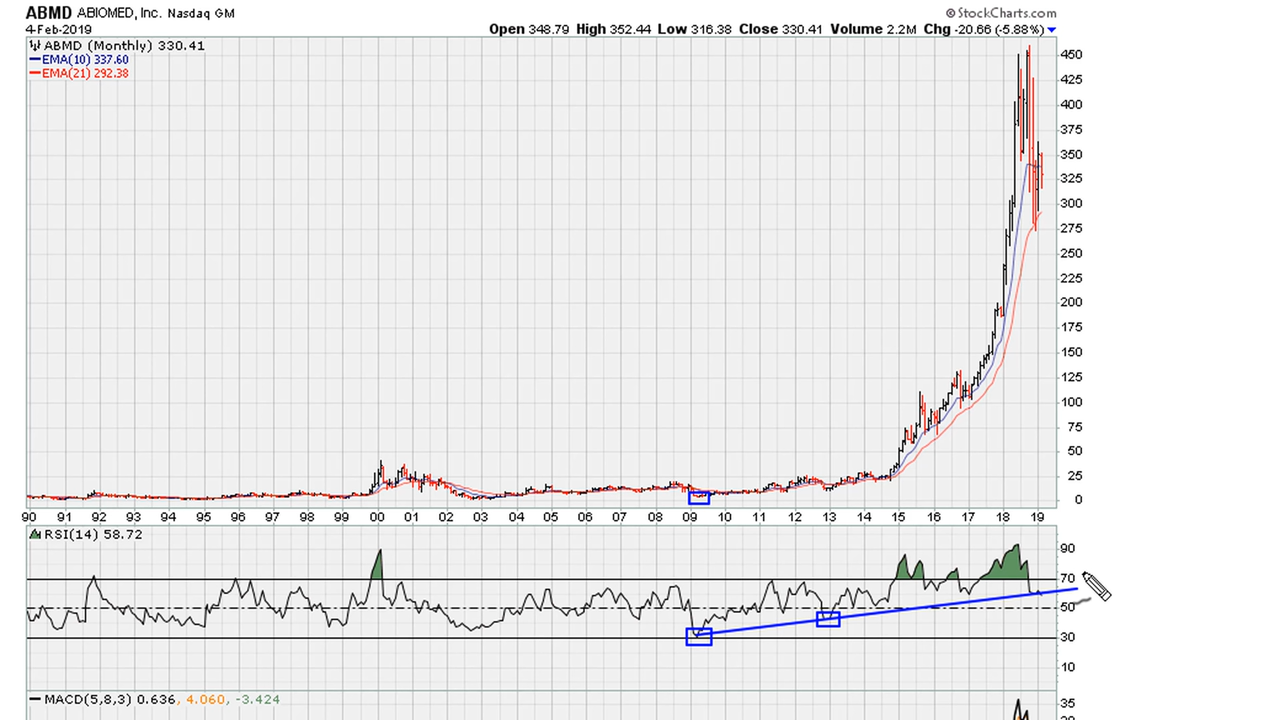 ABMD ABIOMED, Inc. Nasdaq GM
© StockCharts.com
4-Feb-2019
Open 348.79 High 352.44 Low 316.38 Close 330.41 Volume 2.2M Chg -20.66 (-5.88%)
ABMD (Monthly) 330.41
EMA(10) 337.60
EMA(21) 292.38
450
425
400
375
350
325
300
275
250
225
200
175
150
125
100
75
50
25
0
90 91 92 93 94 95 96 97 98 99 00 01 02 03 04 05 06 07 08 09 10 11 12 13 14 15 16 17 18 19
RSI(14) 58.72
90
70
50
30
10
MACD(5,8,3) 0.636, 4.060, -3.424
35